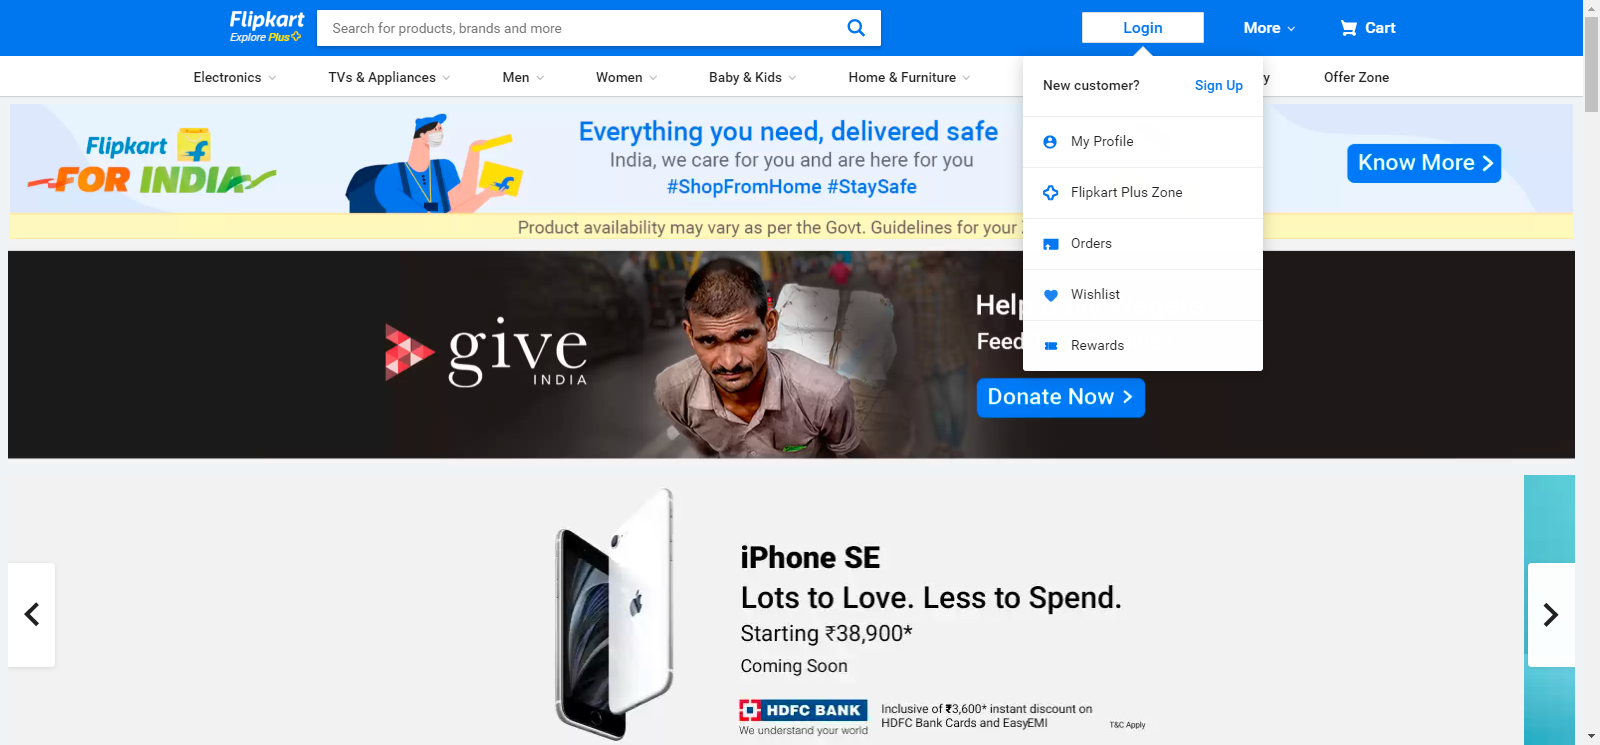 Flipkart
Explore Plus
Search for products, brands and more
Login
More
Cart
Electronics
TVs & Appliances
Men
Women
Baby & Kids
Home & Furniture
y
Offer Zone
New customer?
Sign Up
My Profile
Flipkart Plus Zone
Orders
Wishlist
Rewards
Flipkart
FOR INDIA
Everything you need, delivered safe
India, we care for you and are here for you
#ShopFromHome #StaySafe
Know More
Product availability may vary as per the Govt. Guidelines for your
give
INDIA
Help
Feed
Donate Now
iPhone SE
Lots to Love. Less to Spend.
Starting ₹38,900*
Coming Soon
HDFC BANK
We understand your world
Inclusive of ₹3,600* instant discount on
HDFC Bank Cards and EasyEMI
T&C Apply